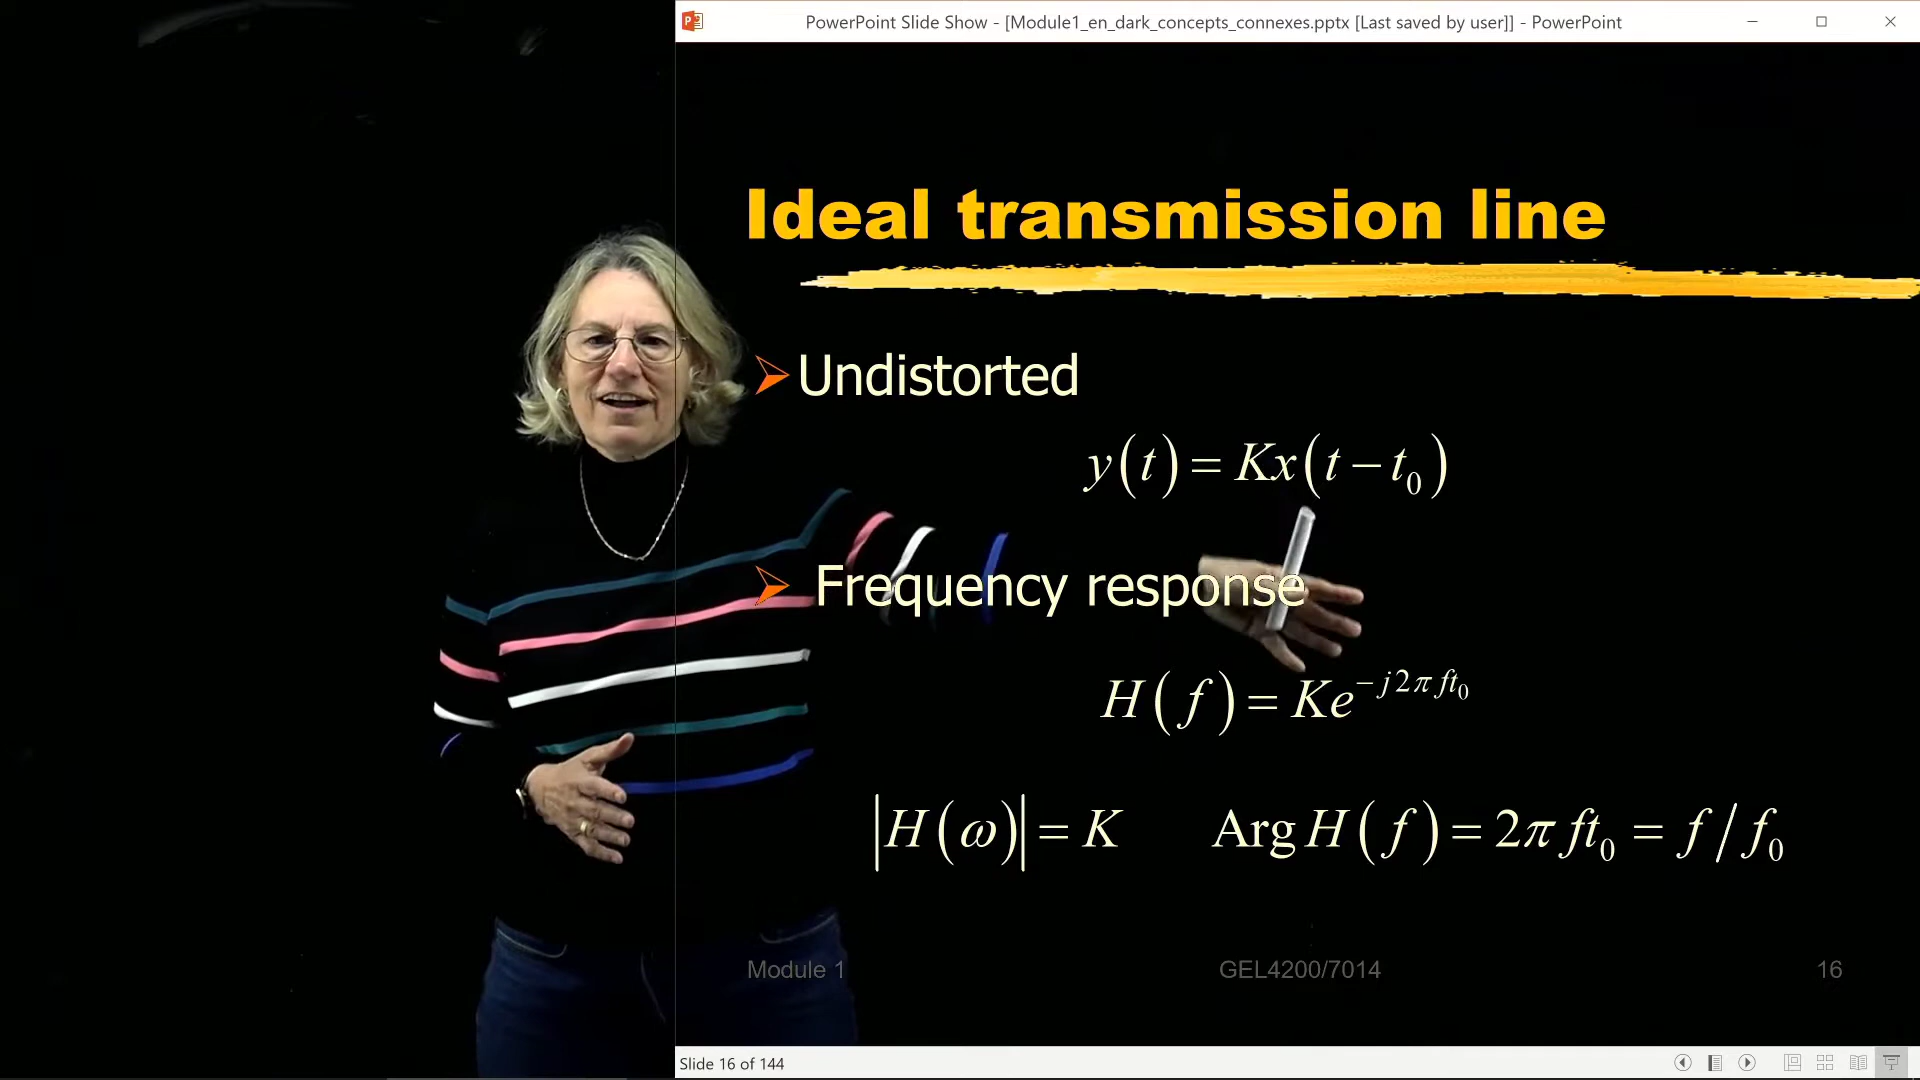 PowerPoint Slide Show - [Module1_en_dark_concepts_connexes.pptx [Last saved by user]] - PowerPoint
Ideal transmission line
Undistorted
y(t) = Kx(t − t₀)
Frequency response
H(f) = Ke^{−j2πft₀}
|H(ω)| = K    Arg H(f) = 2πft₀ = f/f₀
Module 1    GEL4200/7014    16
Slide 16 of 144